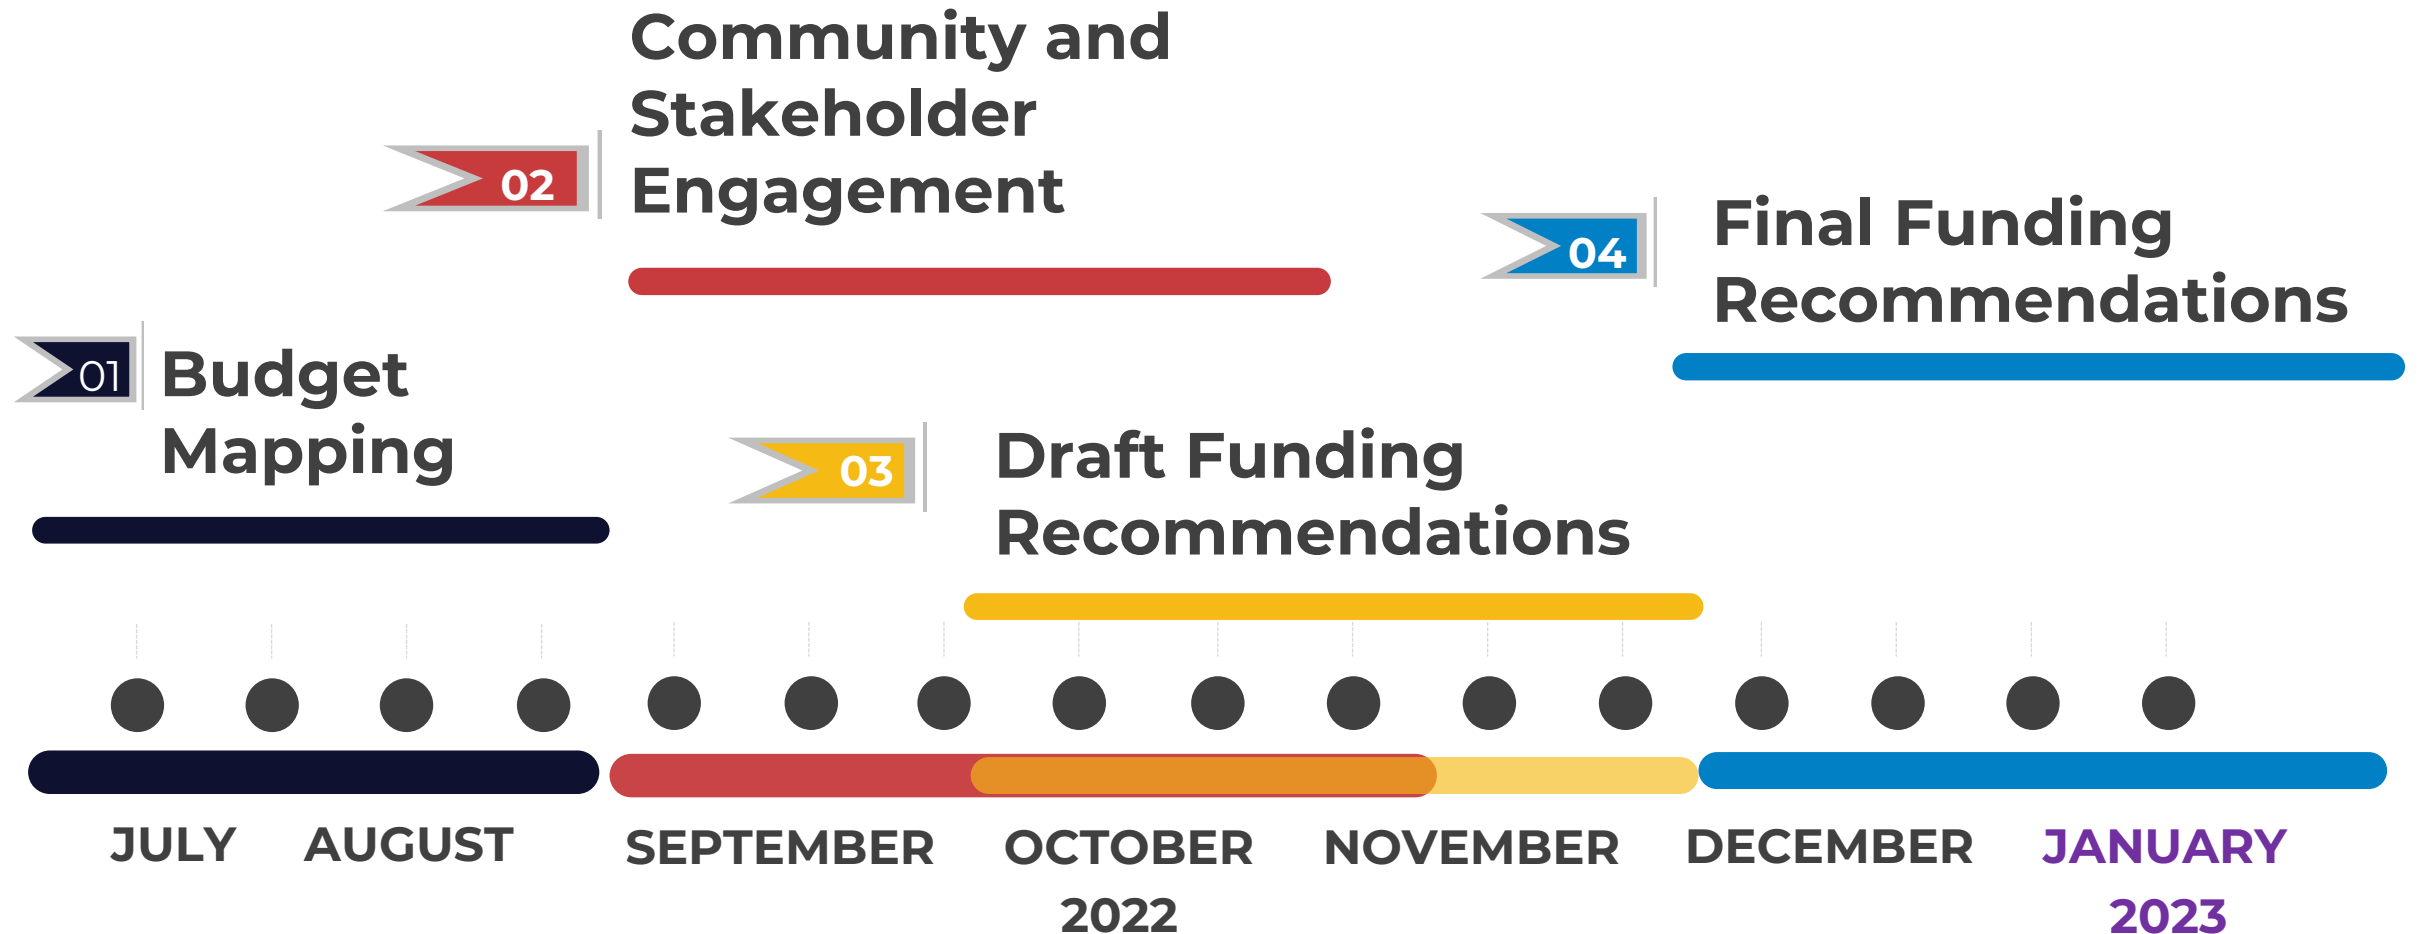 01
Budget
Mapping
02
Community and
Stakeholder
Engagement
03
Draft Funding
Recommendations
04
Final Funding
Recommendations
JULY
AUGUST
SEPTEMBER
OCTOBER
2022
NOVEMBER
DECEMBER
JANUARY
2023